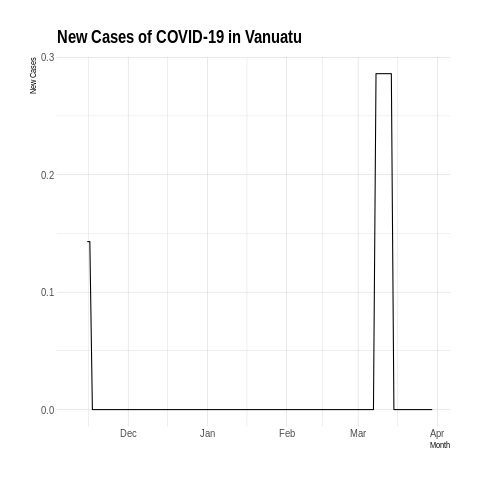 New Cases of COVID-19 in Vanuatu
New Cases
0.3
0.2
0.1
0.0
Dec Jan Feb Mar Apr
Month